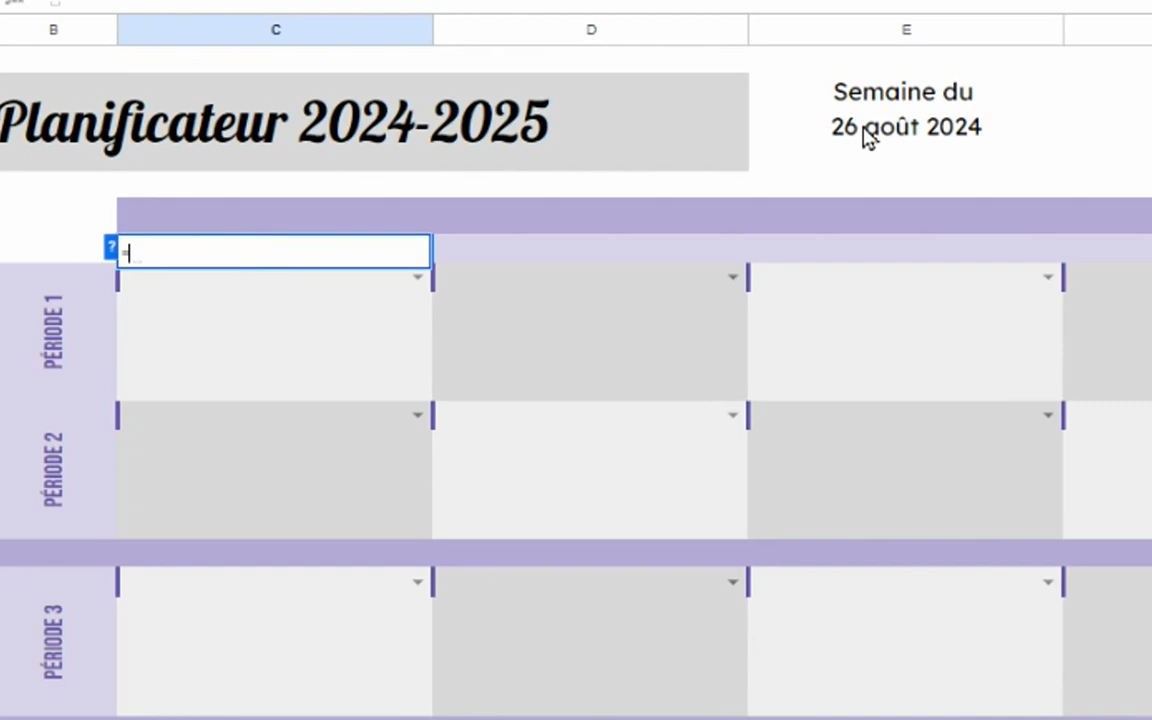 B C D E
Planificateur 2024-2025
Semaine du
26 août 2024
?
=
PÉRIODE 1
PÉRIODE 2
PÉRIODE 3